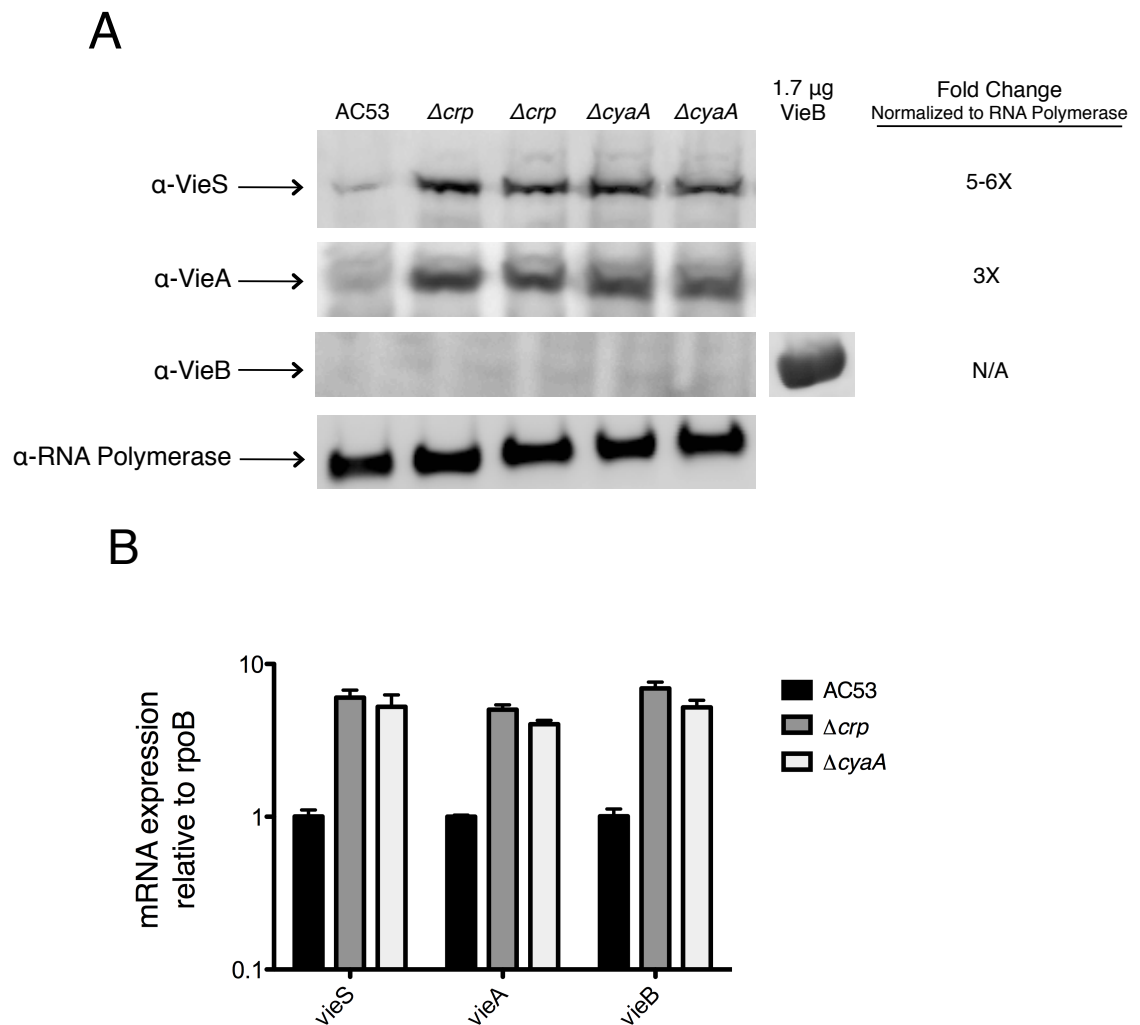 A
1.7 µg
VieB
Fold Change
Normalized to RNA Polymerase
AC53 Δcrp Δcrp ΔcyaA ΔcyaA
α-VieS 5-6X
α-VieA 3X
α-VieB N/A
α-RNA Polymerase
B
mRNA expression
relative to rpoB
10
1
0.1
vieS vieA vieB
AC53
Δcrp
ΔcyaA